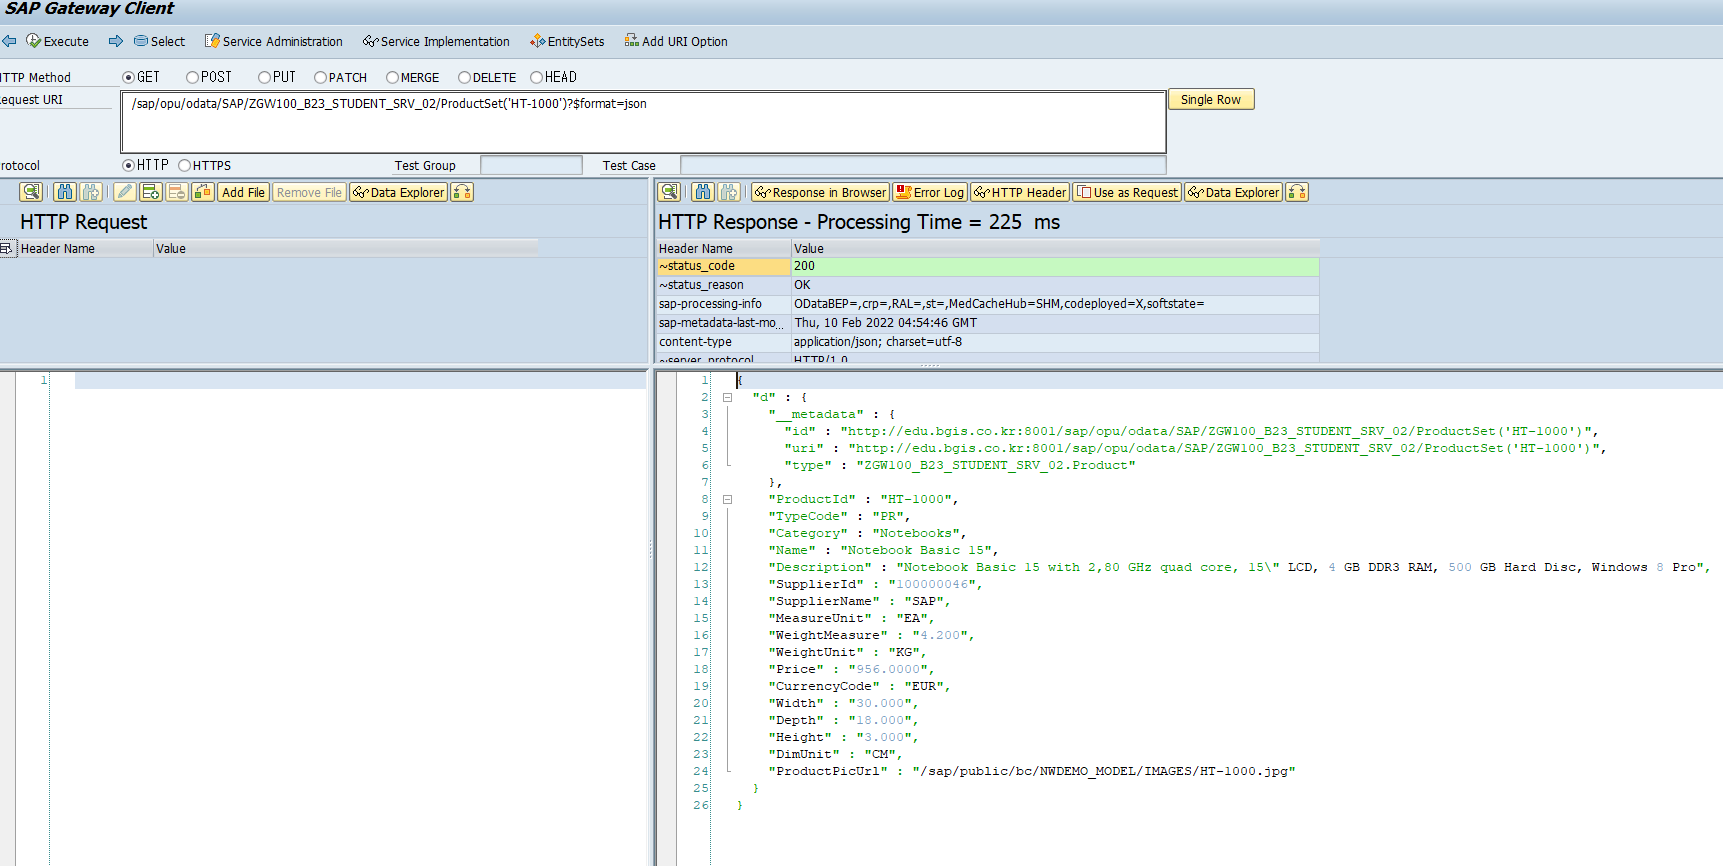 SAP Gateway Client
Execute Select Service Administration Service Implementation EntitySets Add URI Option
HTTP Method GET POST PUT PATCH MERGE DELETE HEAD
equest URI /sap/opu/odata/SAP/ZGW100_B23_STUDENT_SRV_02/ProductSet('HT-1000')?$format=json Single Row
rotocol HTTP HTTPS Test Group Test Case
Add File Remove File Data Explorer
HTTP Request
Header Name Value
1
Response in Browser Error Log HTTP Header Use as Request Data Explorer
HTTP Response - Processing Time = 225 ms
Header Name Value
~status_code 200
~status_reason OK
sap-processing-info ODataBEP=,crp=,RAL=,st=,MedCacheHub=SHM,codeployed=X,softstate=
sap-metadata-last-mo... Thu, 10 Feb 2022 04:54:46 GMT
content-type application/json; charset=utf-8
~server_protocol HTTP/1.0
1 {
2 "d" : {
3 "__metadata" : {
4 "id" : "http://edu.bgis.co.kr:8001/sap/opu/odata/SAP/ZGW100_B23_STUDENT_SRV_02/ProductSet('HT-1000')",
5 "uri" : "http://edu.bgis.co.kr:8001/sap/opu/odata/SAP/ZGW100_B23_STUDENT_SRV_02/ProductSet('HT-1000')",
6 "type" : "ZGW100_B23_STUDENT_SRV_02.Product"
7 },
8 "ProductId" : "HT-1000",
9 "TypeCode" : "PR",
10 "Category" : "Notebooks",
11 "Name" : "Notebook Basic 15",
12 "Description" : "Notebook Basic 15 with 2,80 GHz quad core, 15\" LCD, 4 GB DDR3 RAM, 500 GB Hard Disc, Windows 8 Pro",
13 "SupplierId" : "100000046",
14 "SupplierName" : "SAP",
15 "MeasureUnit" : "EA",
16 "WeightMeasure" : "4.200",
17 "WeightUnit" : "KG",
18 "Price" : "956.0000",
19 "CurrencyCode" : "EUR",
20 "Width" : "30.000",
21 "Depth" : "18.000",
22 "Height" : "3.000",
23 "DimUnit" : "CM",
24 "ProductPicUrl" : "/sap/public/bc/NWDEMO_MODEL/IMAGES/HT-1000.jpg"
25 }
26 }